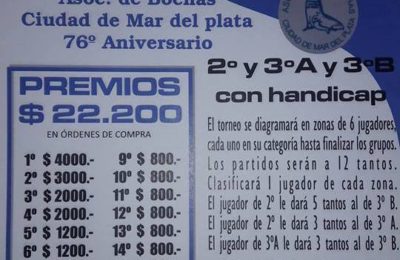 Asoc. de Bochas
Ciudad de Mar del plata
76º Aniversario
CIUDAD DE MAR DEL PLATA
PREMIOS
$ 22.200
EN ÓRDENES DE COMPRA
1º $ 4000.- 9º $ 800.-
2º $ 3000.- 10º $ 800.-
3º $ 2000.- 11º $ 800.-
4º $ 2000.- 12º $ 800.-
5º $ 1200.- 13º $ 800.-
6º $ 1200.- 14º $ 800.-
2º y 3ºA y 3ºB
con handicap
El torneo se diagramará en zonas de 6 jugadores,
cada uno en su categoría hasta finalizar los grupos.
Los partidos serán a 12 tantos.
Clasificará 1 jugador de cada zona.
El jugador de 2º le dará 5 tantos al de 3º B.
El jugador de 2º le dará 3 tantos al de 3º A.
El jugador de 3ºA le dará 3 tantos al de 3º B.